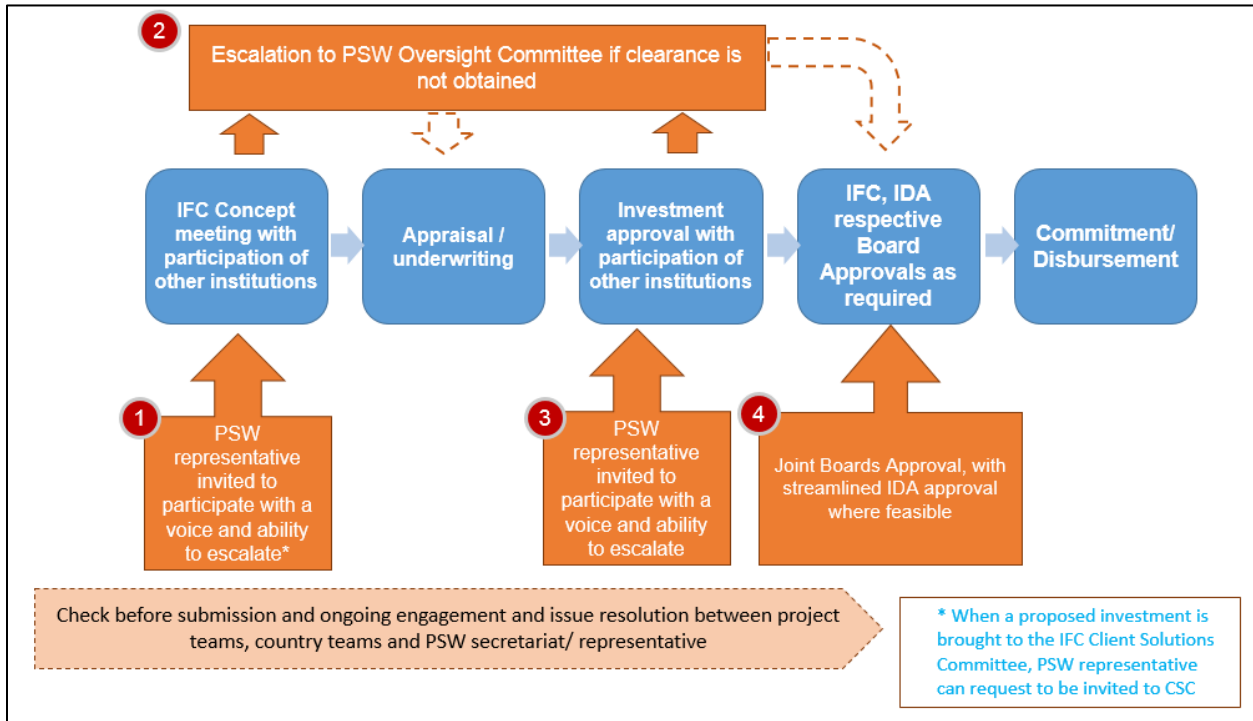 2
Escalation to PSW Oversight Committee if clearance is
not obtained
IFC Concept
meeting with
participation of
other institutions
Appraisal /
underwriting
Investment
approval with
participation of
other institutions
IFC, IDA
respective
Board
Approvals as
required
Commitment/
Disbursement
1
PSW
representative
invited to
participate with a
voice and ability
to escalate*
3
PSW
representative
invited to
participate with a
voice and ability
to escalate
4
Joint Boards Approval, with
streamlined IDA approval
where feasible
Check before submission and ongoing engagement and issue resolution between project
teams, country teams and PSW secretariat/ representative
* When a proposed investment is
brought to the IFC Client Solutions
Committee, PSW representative
can request to be invited to CSC